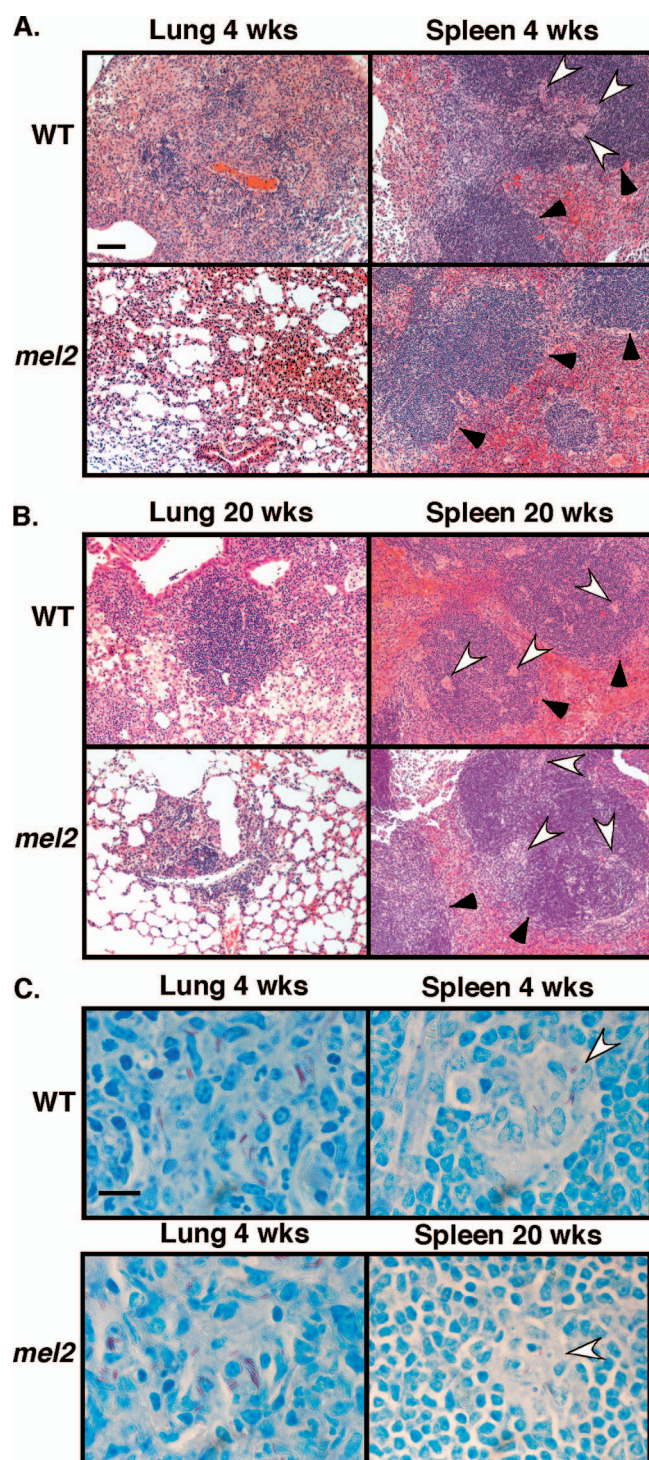 A.
Lung 4 wks Spleen 4 wks
WT
mel2
B.
Lung 20 wks Spleen 20 wks
WT
mel2
C.
Lung 4 wks Spleen 4 wks
WT
Lung 4 wks Spleen 20 wks
mel2